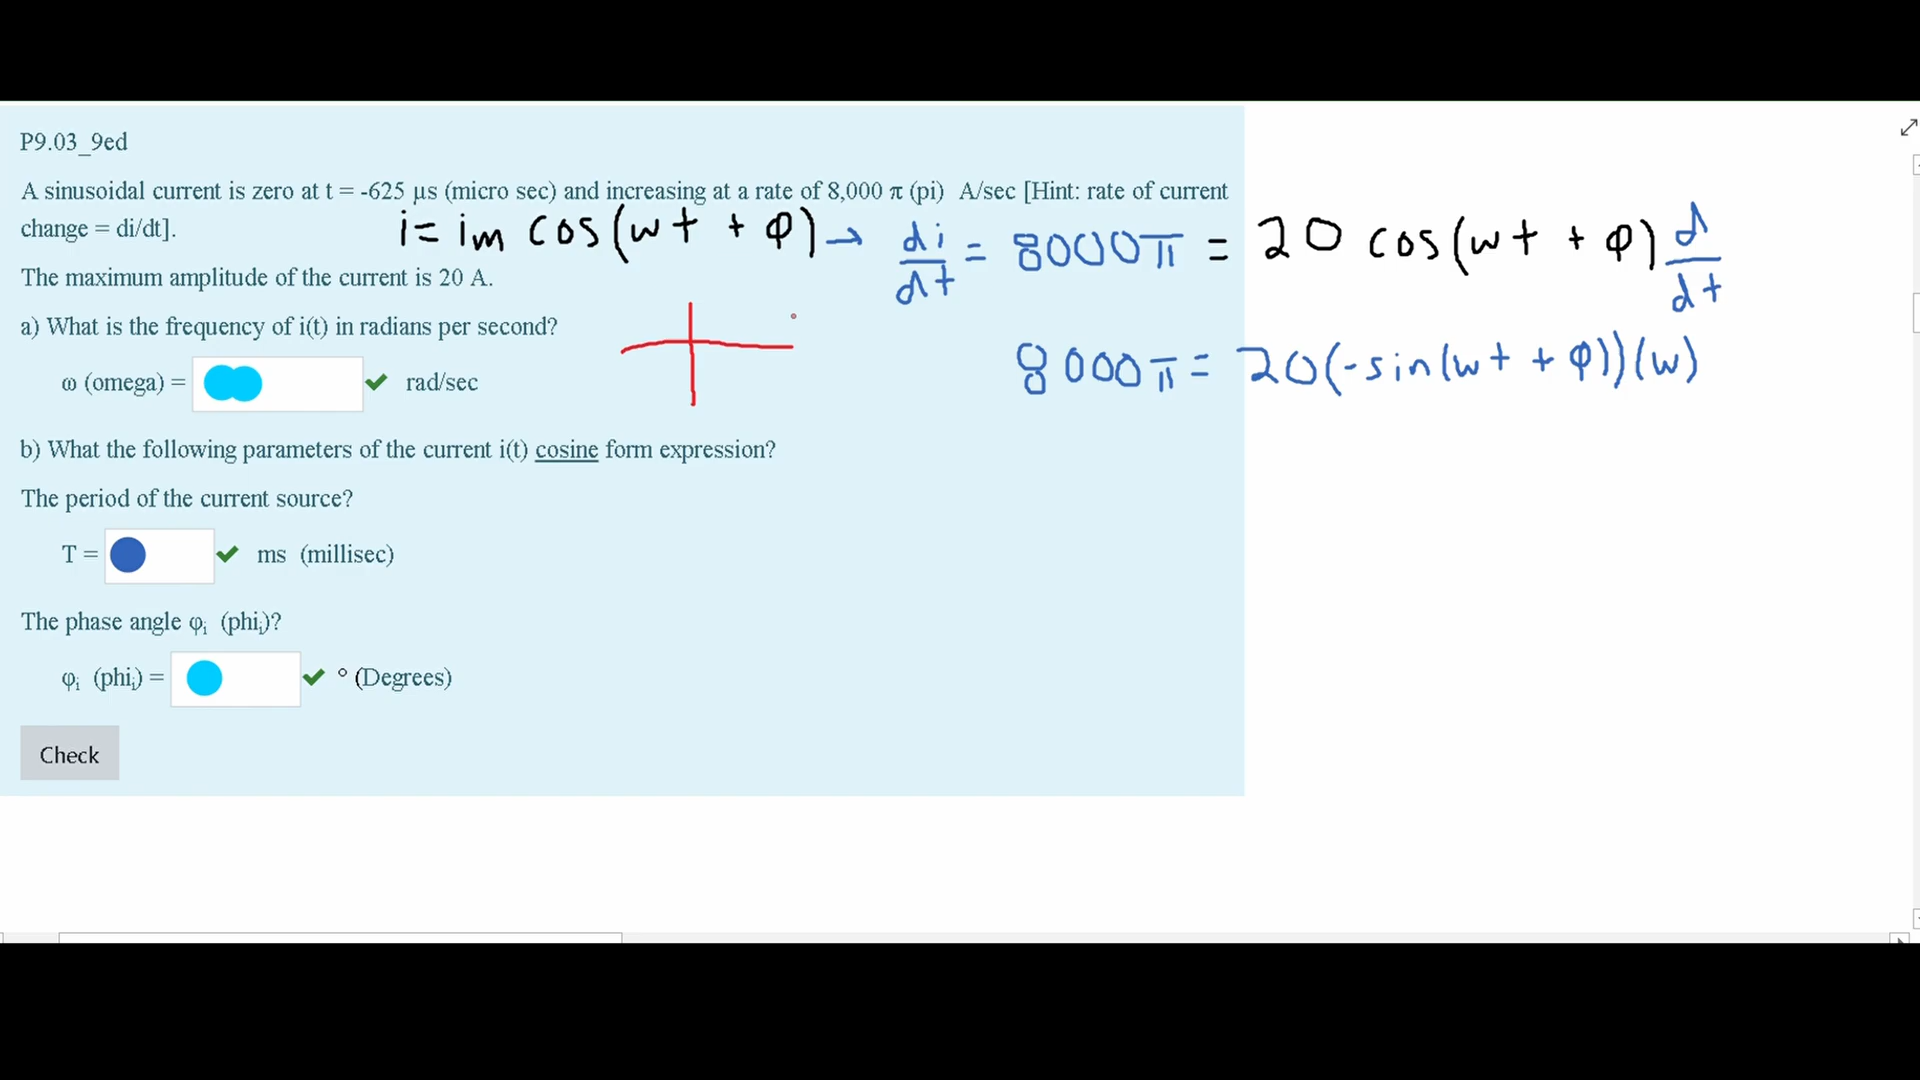 P9.03_9ed
A sinusoidal current is zero at t = -625 µs (micro sec) and increasing at a rate of 8,000 π (pi) A/sec [Hint: rate of current
change = di/dt].
i= im cos(wt + φ) → di/dt = 8000π = 20 cos(wt + φ) d/dt
The maximum amplitude of the current is 20 A.
a) What is the frequency of i(t) in radians per second?
8000π = 20(-sin(wt + φ))(w)
ω (omega) = rad/sec
b) What the following parameters of the current i(t) cosine form expression?
The period of the current source?
T = ms (millisec)
The phase angle φᵢ (phiᵢ)?
φᵢ (phiᵢ) = ° (Degrees)
Check